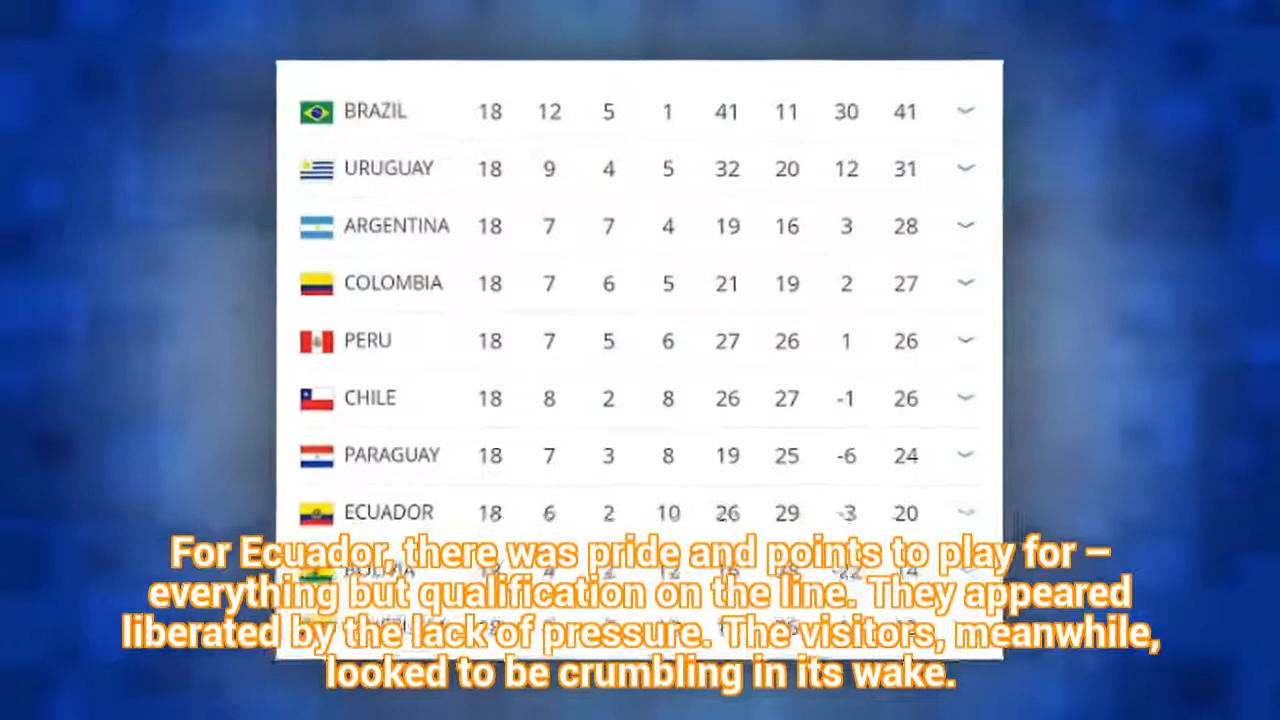 BRAZIL 18 12 5 1 41 11 30 41
URUGUAY 18 9 4 5 32 20 12 31
ARGENTINA 18 7 7 4 19 16 3 28
COLOMBIA 18 7 6 5 21 19 2 27
PERU 18 7 5 6 27 26 1 26
CHILE 18 8 2 8 26 27 -1 26
PARAGUAY 18 7 3 8 19 25 -6 24
ECUADOR 18 6 2 10 26 29 -3 20
For Ecuador, there was pride and points to play for –
everything but qualification on the line. They appeared
liberated by the lack of pressure. The visitors, meanwhile,
looked to be crumbling in its wake.